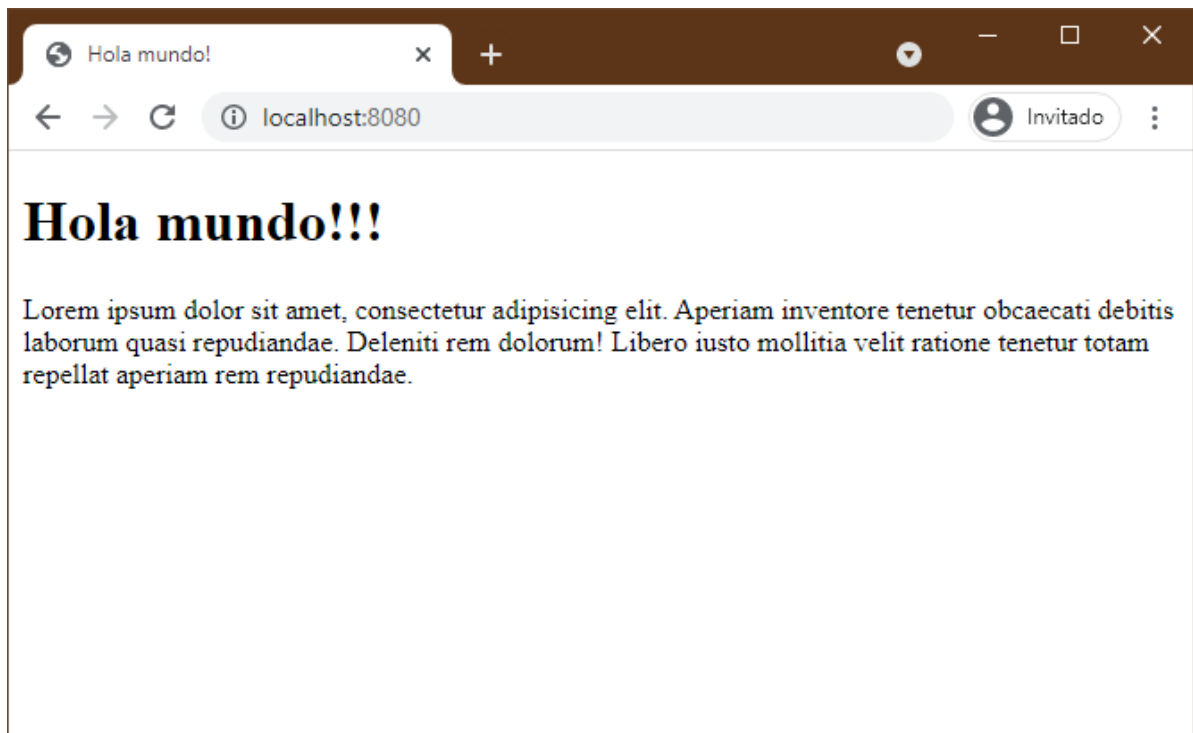 Hola mundo!
localhost:8080
Invitado
Hola mundo!!!
Lorem ipsum dolor sit amet, consectetur adipisicing elit. Aperiam inventore tenetur obcaecati debitis
laborum quasi repudiandae. Deleniti rem dolorum! Libero iusto mollitia velit ratione tenetur totam
repellat aperiam rem repudiandae.